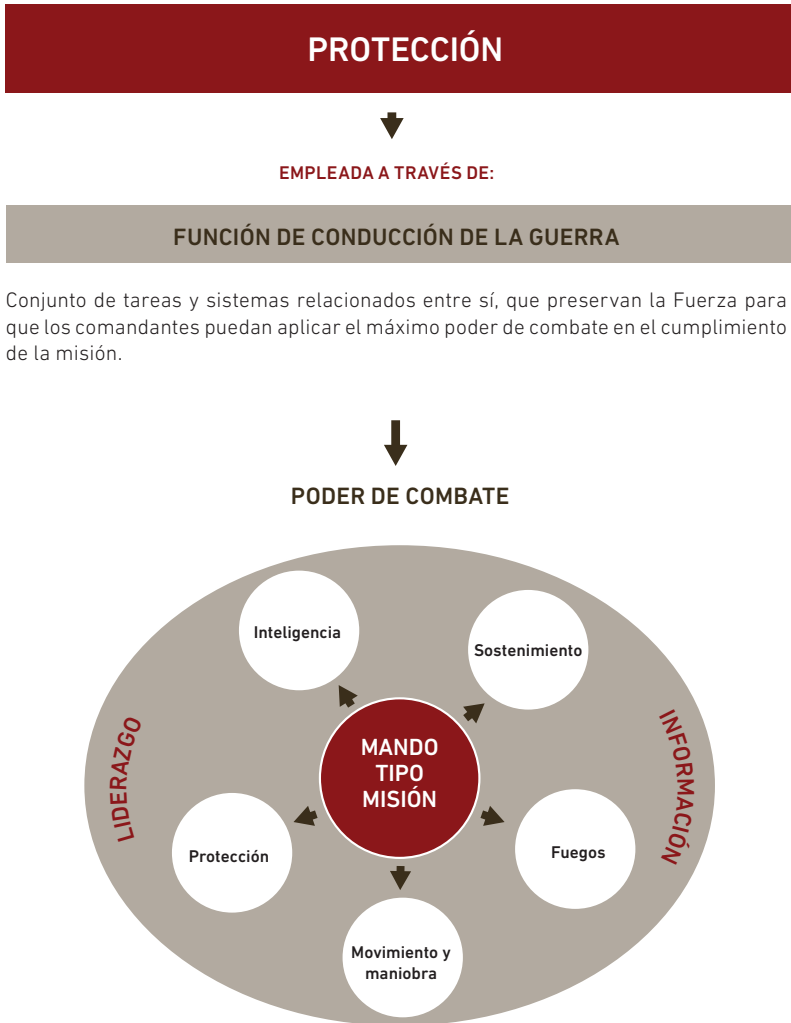 PROTECCIÓN
EMPLEADA A TRAVÉS DE:
FUNCIÓN DE CONDUCCIÓN DE LA GUERRA
Conjunto de tareas y sistemas relacionados entre sí, que preservan la Fuerza para
que los comandantes puedan aplicar el máximo poder de combate en el cumplimiento
de la misión.
PODER DE COMBATE
Inteligencia
Sostenimiento
LIDERAZGO
MANDO
TIPO
MISIÓN
INFORMACIÓN
Protección
Fuegos
Movimiento y
maniobra